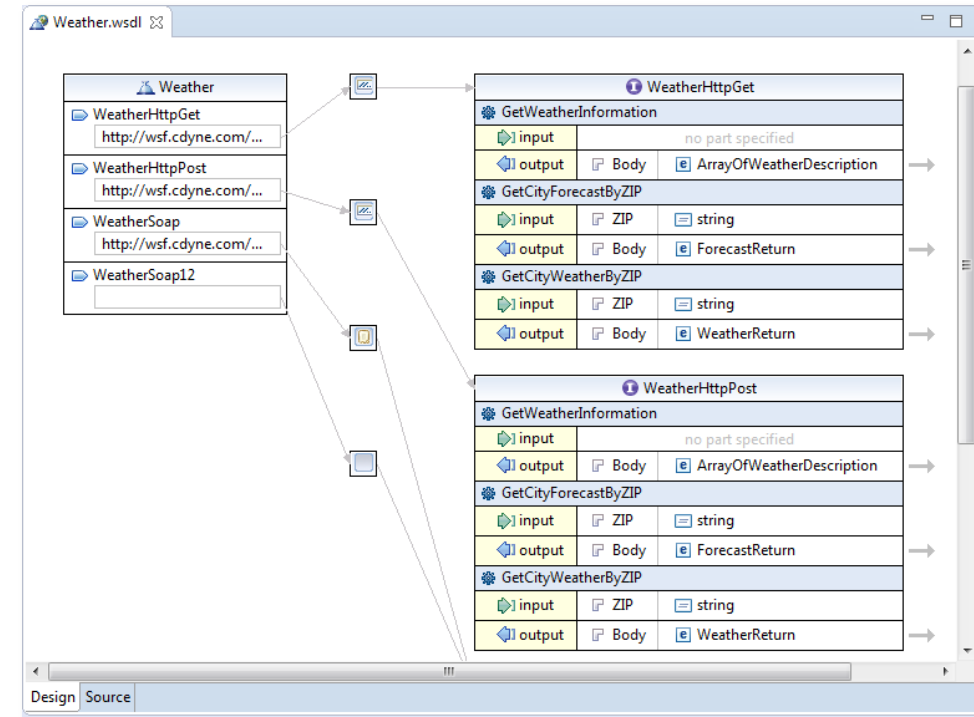 Weather.wsdl
Weather
WeatherHttpGet
http://wsf.cdyne.com/...
WeatherHttpPost
http://wsf.cdyne.com/...
WeatherSoap
http://wsf.cdyne.com/...
WeatherSoap12
WeatherHttpGet
GetWeatherInformation
input no part specified
output Body ArrayOfWeatherDescription
GetCityForecastByZIP
input ZIP string
output Body ForecastReturn
GetCityWeatherByZIP
input ZIP string
output Body WeatherReturn
WeatherHttpPost
GetWeatherInformation
input no part specified
output Body ArrayOfWeatherDescription
GetCityForecastByZIP
input ZIP string
output Body ForecastReturn
GetCityWeatherByZIP
input ZIP string
output Body WeatherReturn
Design Source